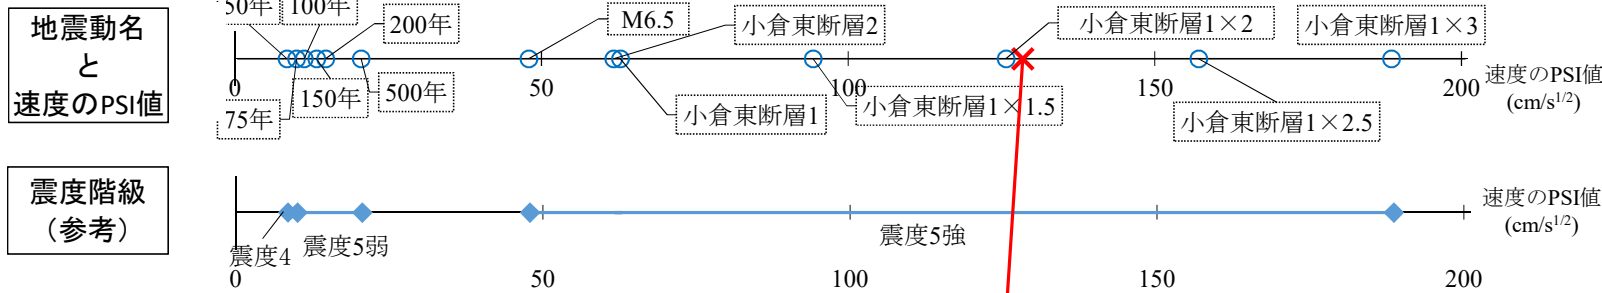 地震動名
と
速度のPSI値
50年
100年
200年
M6.5
小倉東断層2
小倉東断層1×2
小倉東断層1×3
75年
150年
500年
小倉東断層1
小倉東断層1×1.5
小倉東断層1×2.5
0
50
100
150
200
速度のPSI値
(cm/s1/2)
震度階級
（参考）
震度4
震度5弱
震度5強
0
50
100
150
200
速度のPSI値
(cm/s1/2)